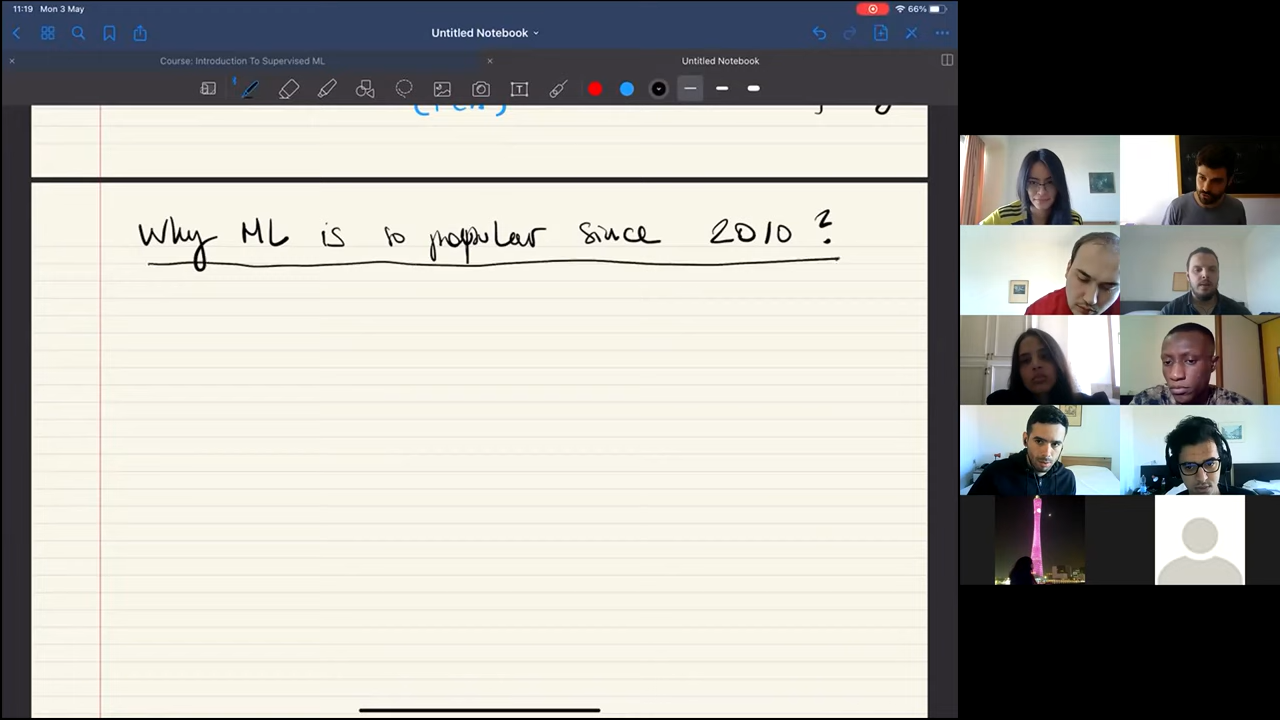 11:19 Mon 3 May
66%
Untitled Notebook
Course: Introduction To Supervised ML
Untitled Notebook
T
Why ML is so popular since 2010 ?